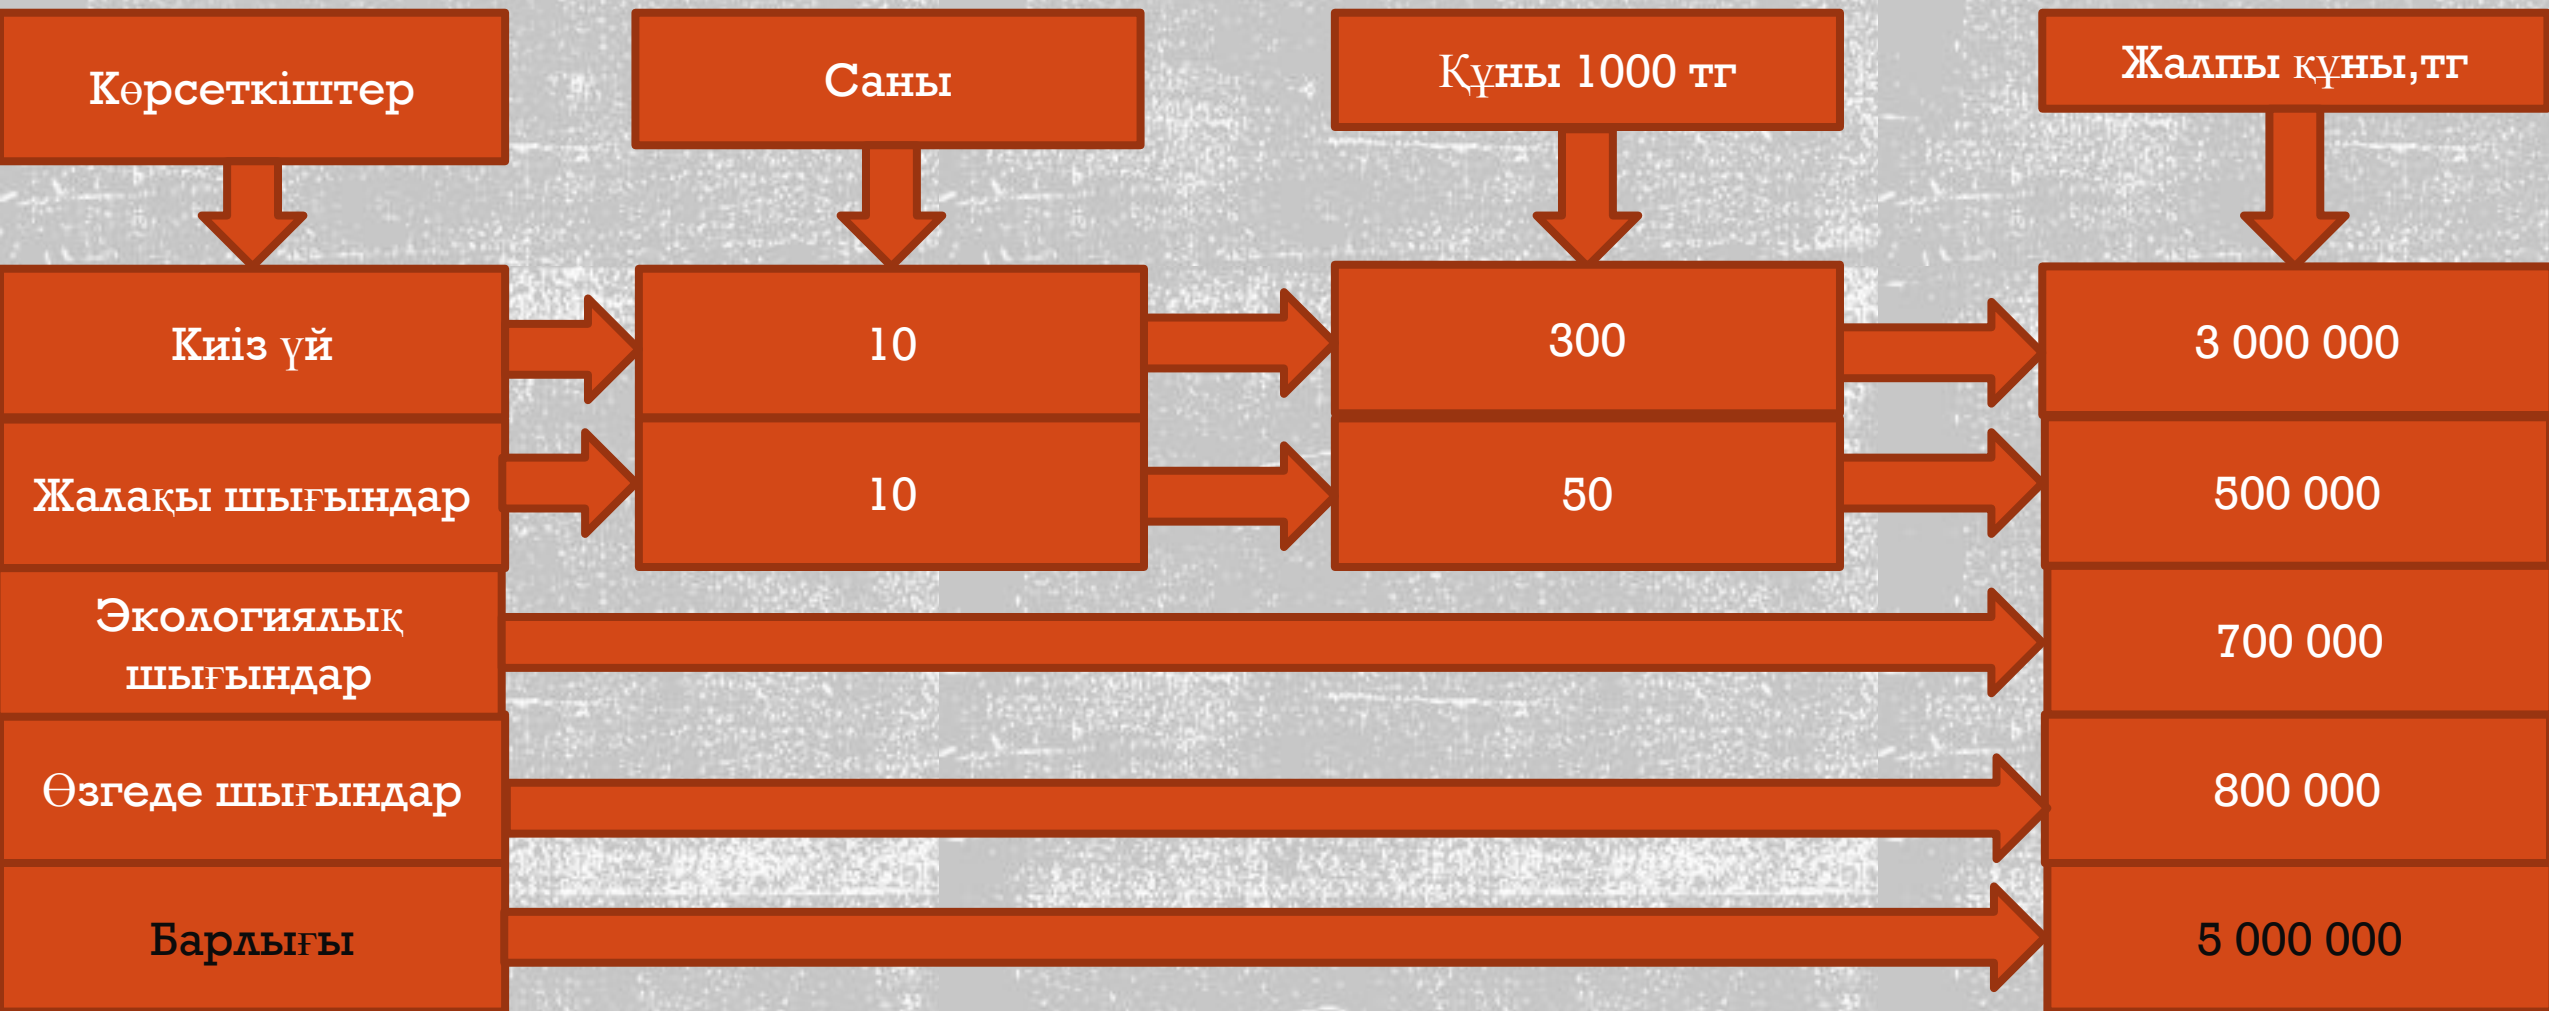 Көрсеткіштер
Саны
Құны 1000 тг
Жалпы құны,тг
Киіз үй
10
300
3 000 000
Жалақы шығындар
10
50
500 000
Экологиялық
шығындар
700 000
Өзгеде шығындар
800 000
Барлығы
5 000 000